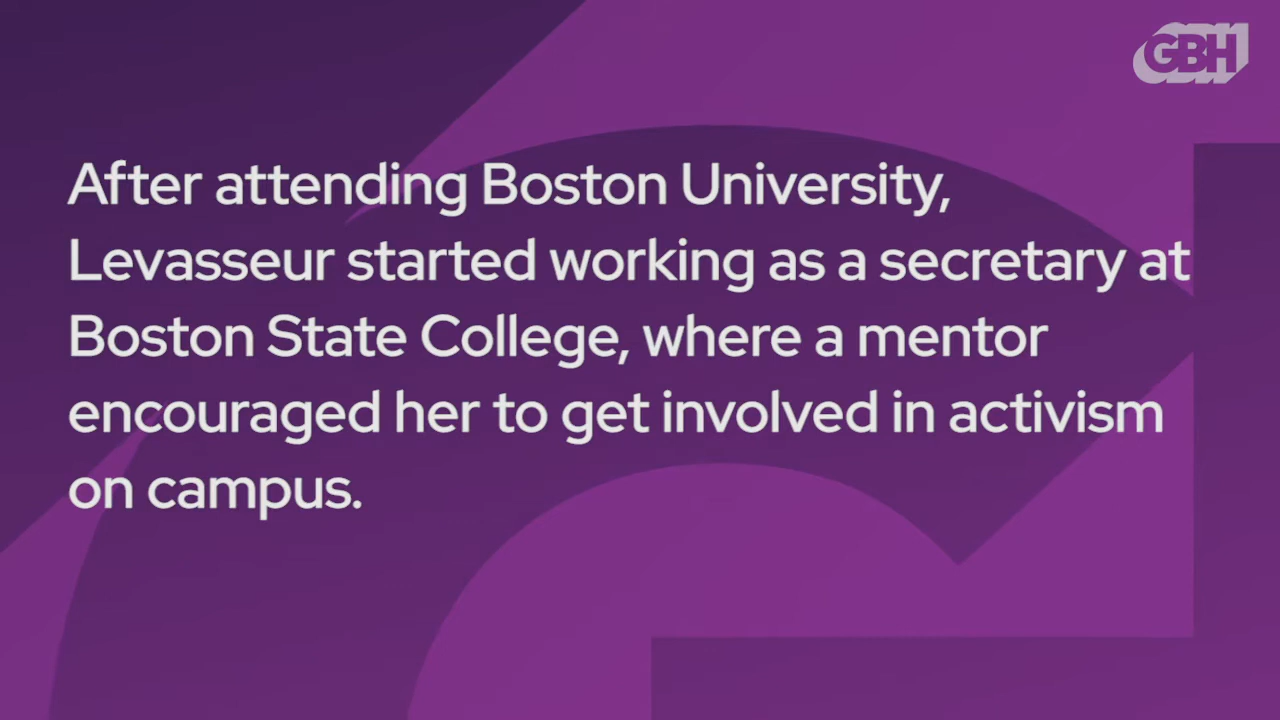 GBH
After attending Boston University,
Levasseur started working as a secretary at
Boston State College, where a mentor
encouraged her to get involved in activism
on campus.